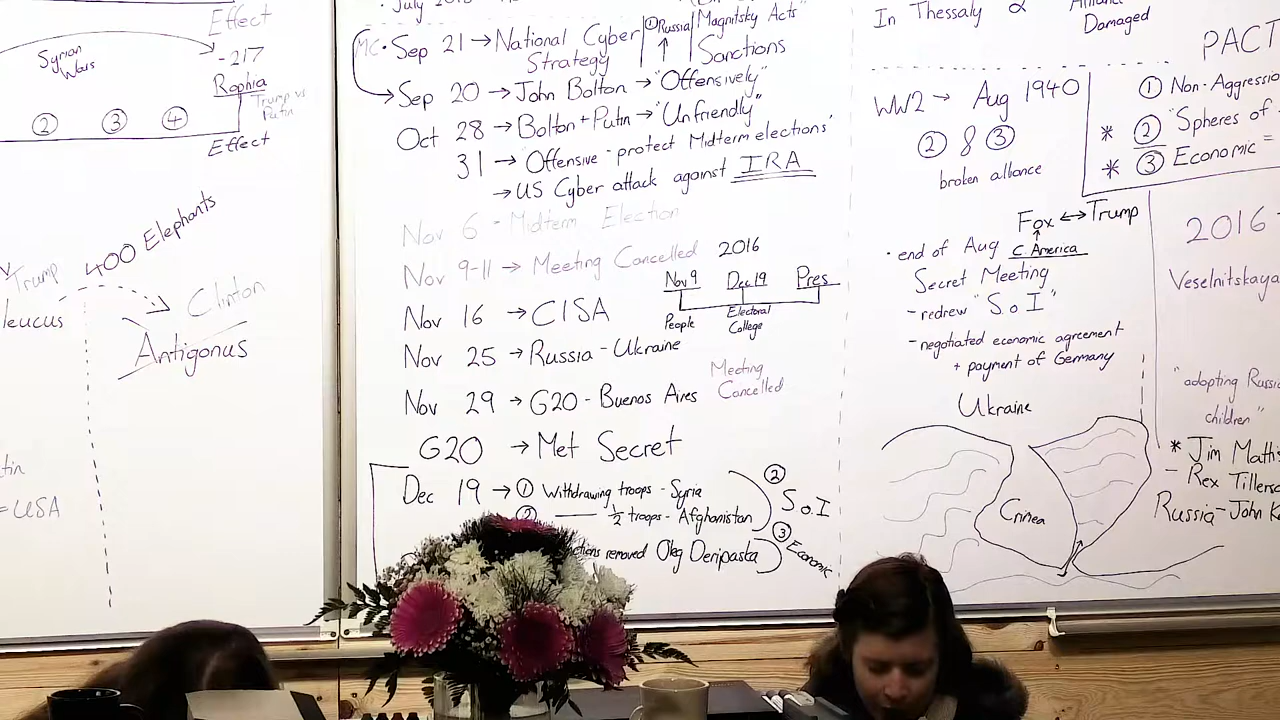 Effect
Syrian
Wars
-217
Raphia
Trump vs
Putin
2 3 4
Effect
400 Elephants
Trump
leucus
Clinton
Antigonus
tin
=USA
· July
MC · Sep 21 → National Cyber
Strategy
1 Russia
↑
Magnitsky Acts"
Sanctions
Sep 20 → John Bolton → "Offensively"
Oct 28 → Bolton + Putin → "Unfriendly"
31 → "Offensive - protect Midterm elections"
→ US Cyber attack against IRA
Nov 6 - Midterm Election
Nov 9-11 → Meeting Cancelled
2016
Nov 9 Dec 19 Pres
People
Electoral
College
Nov 16 → CISA
Nov 25 → Russia - Ukraine
Nov 29 → G20 - Buenos Aires
Meeting
Cancelled
G20 → Met Secret
Dec 19 → 1 Withdrawing troops - Syria
2 ½ troops - Afghanistan
ctions removed Oleg Deripaska
2
S.o.I
3 Economic
In Thessaly α
Damaged
WW2 → Aug 1940
2 & 3
broken alliance
PACT
1 Non-Aggressio
* 2 "Spheres of
* 3 Economic =
Fox ↔ Trump
· end of Aug C. America
Secret Meeting
- redrew "S.o.I"
- negotiated economic agreement
+ payment of Germany
Ukraine
Crimea
2016
Veselnitskaya
"adopting Russia
children"
* Jim Mattis
- Rex Tillerso
Russia - John K